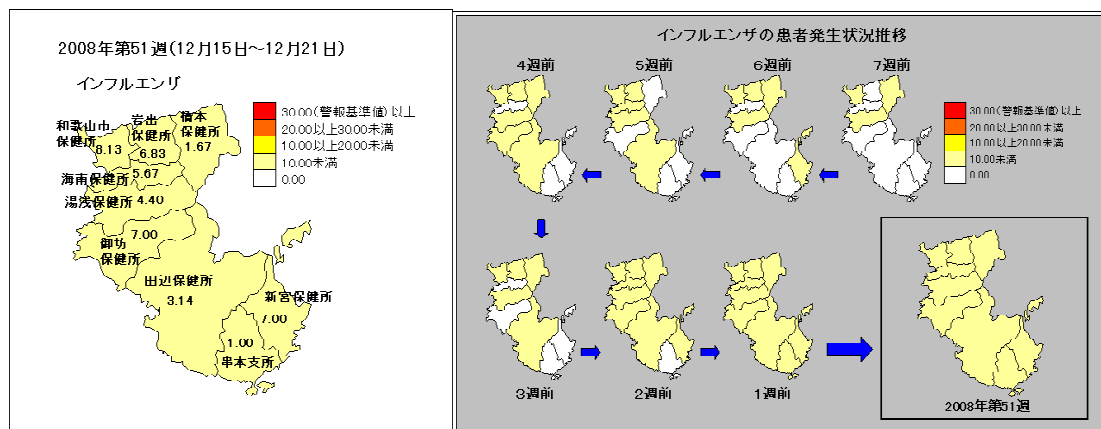 2008年第51週(12月15日～12月21日)
インフルエンザ
30.00(警報基準値)以上
20.00以上30.00未満
10.00以上20.00未満
10.00未満
0.00
和歌山市
保健所
8.13
岩出
保健所
6.83
橋本
保健所
1.67
海南保健所
5.67
湯浅保健所
4.40
御坊
保健所
7.00
田辺保健所
3.14
新宮保健所
7.00
1.00
串本支所
インフルエンザの患者発生状況推移
4週前
5週前
6週前
7週前
30.00(警報基準値)以上
20.00以上30.00未満
10.00以上20.00未満
10.00未満
0.00
3週前
2週前
1週前
2008年第51週